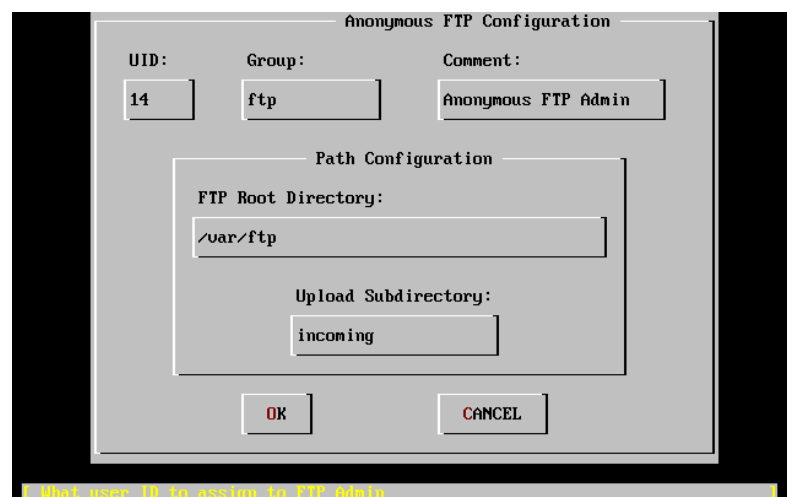 Anonymous FTP Configuration
UID: Group: Comment:
14 ftp Anonymous FTP Admin
Path Configuration
FTP Root Directory:
/var/ftp
Upload Subdirectory:
incoming
OK CANCEL
[ What user ID to assign to FTP Admin ]